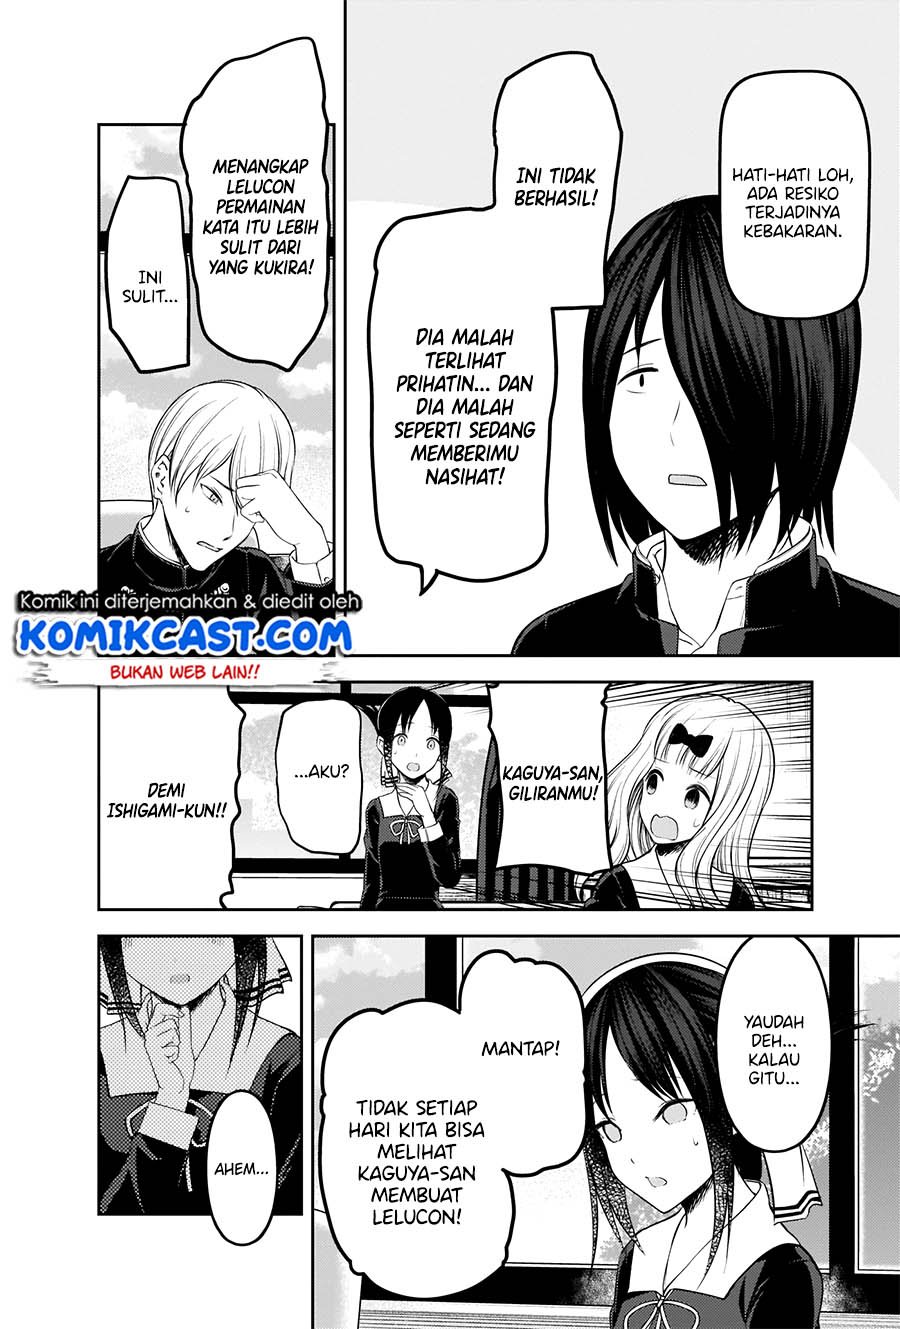 HATI-HATI LOH,
ADA RESIKO
TERJADINYA
KEBAKARAN.
INI TIDAK
BERHASIL!
DIA MALAH
TERLIHAT
PRIHATIN... DAN
DIA MALAH
SEPERTI SEDANG
MEMBERIMU
NASIHAT!
MENANGKAP
LELUCON
PERMAINAN
KATA ITU LEBIH
SULIT DARI
YANG KUKIRA!
INI
SULIT...
Komik ini diterjemahkan & diedit oleh
KOMIKCAST.COM
BUKAN WEB LAIN!!
KAGUYA-SAN,
GILIRANMU!
...AKU?
DEMI
ISHIGAMI-KUN!!
YAUDAH
DEH...
KALAU
GITU...
MANTAP!
TIDAK SETIAP
HARI KITA BISA
MELIHAT
KAGUYA-SAN
MEMBUAT
LELUCON!
AHEM...